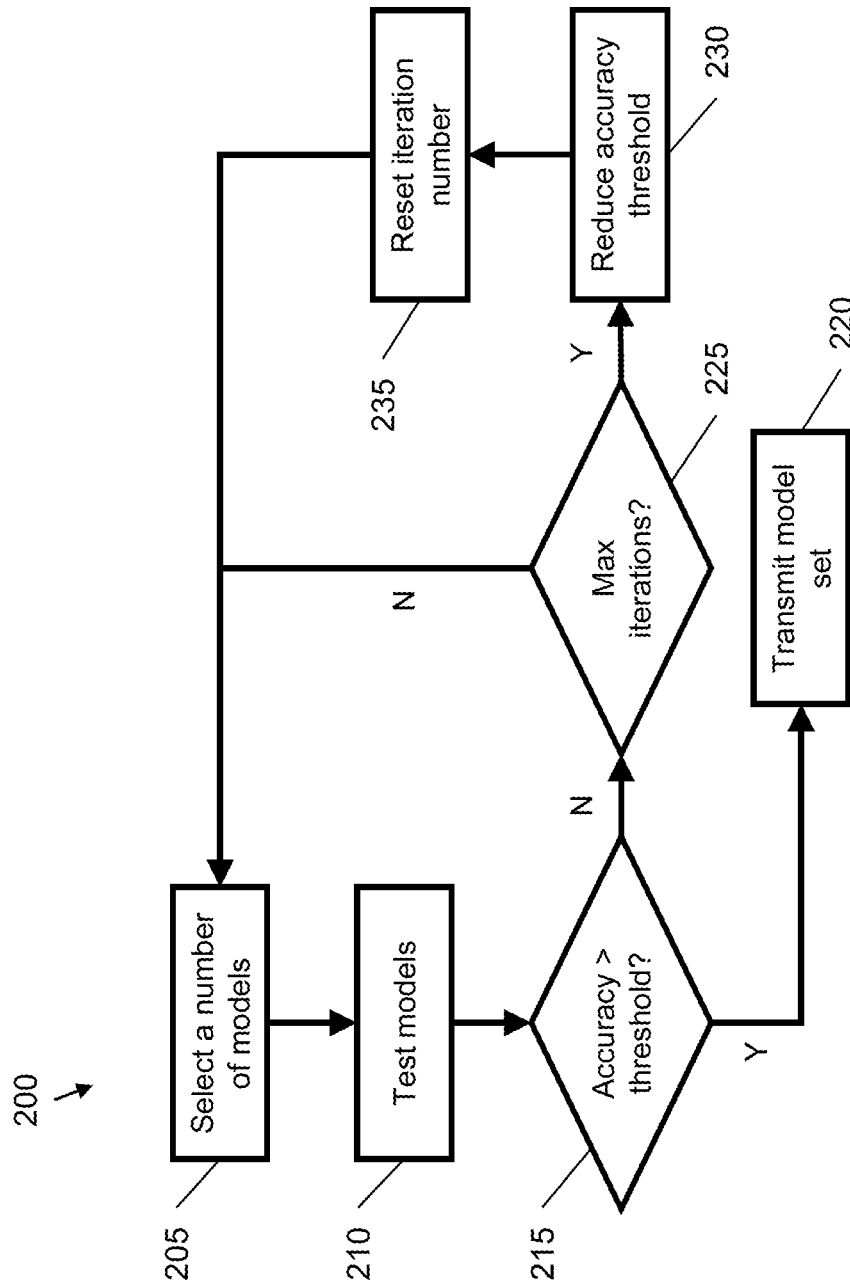 200
205
Select a number
of models
210
Test models
215
Accuracy >
threshold?
N
Y
Max
iterations?
225
N
Y
Transmit model
set
220
Reduce accuracy
threshold
230
Reset iteration
number
235